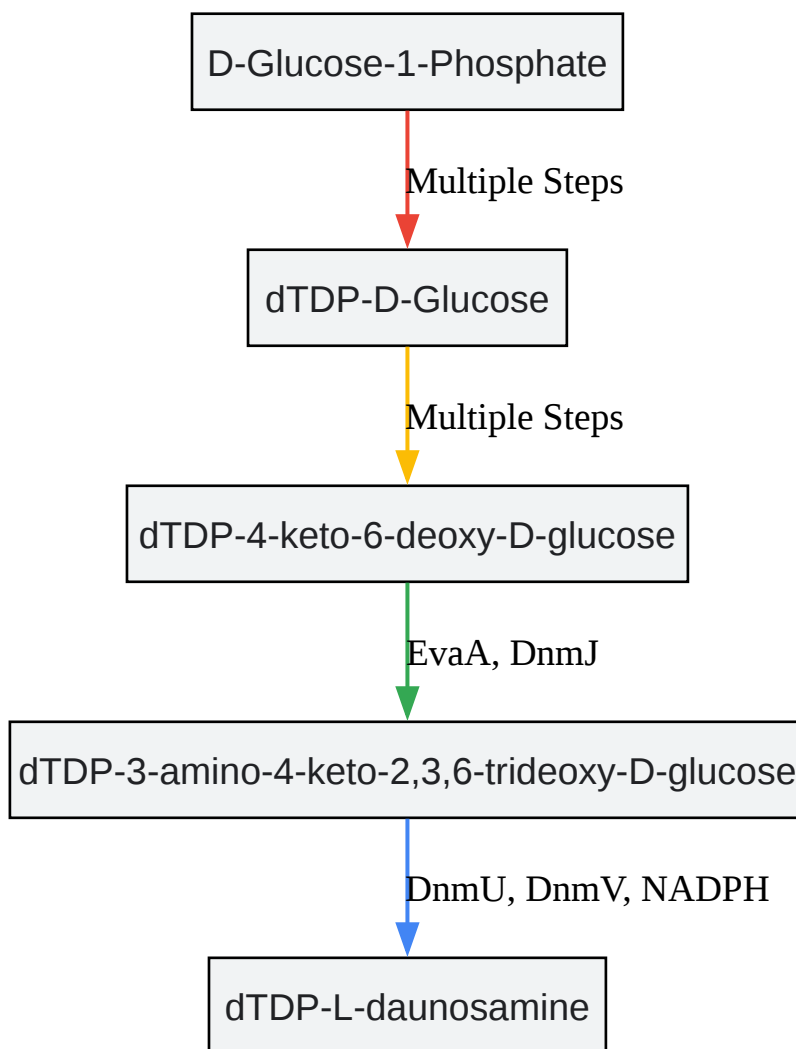 D-Glucose-1-Phosphate
Multiple Steps
dTDP-D-Glucose
Multiple Steps
dTDP-4-keto-6-deoxy-D-glucose
EvaA, DnmJ
dTDP-3-amino-4-keto-2,3,6-trideoxy-D-glucose
DnmU, DnmV, NADPH
dTDP-L-daunosamine